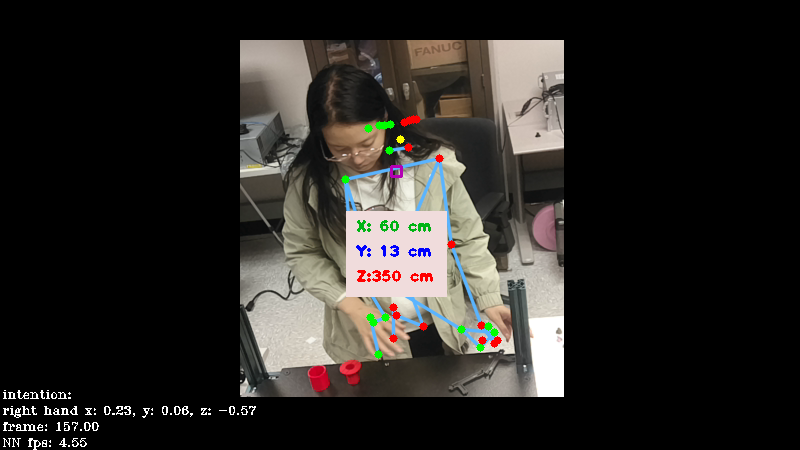 FANUC
X: 60 cm
Y: 13 cm
Z:350 cm
intention:
right hand x: 0.23, y: 0.06, z: −0.57
frame: 157.00
NN fps: 4.55